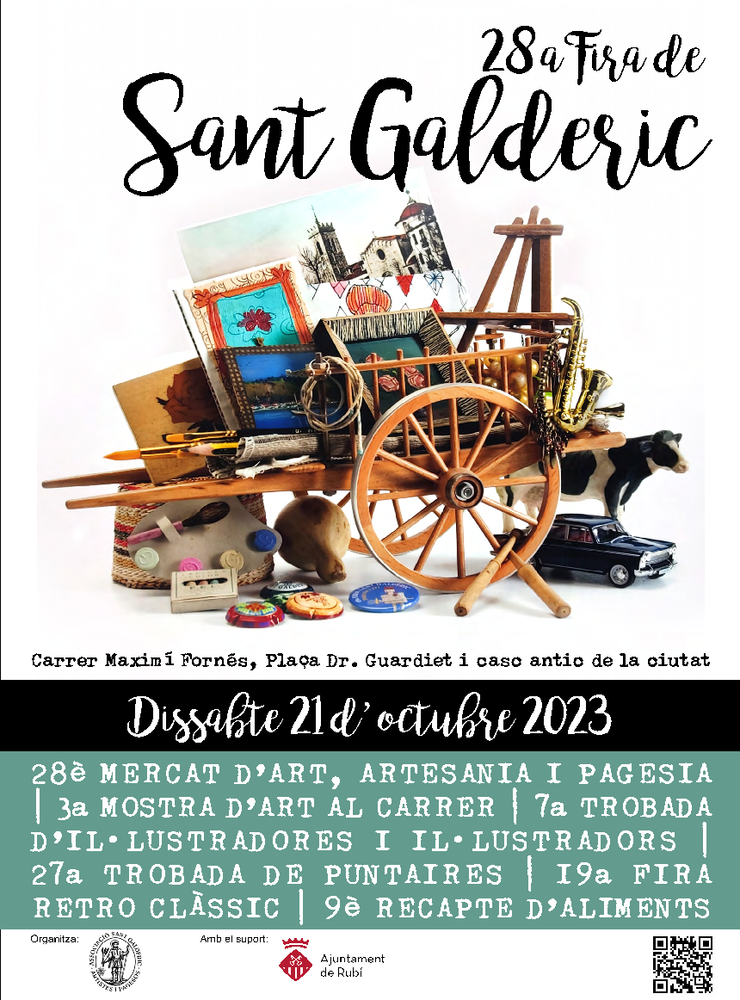 28a Fira de
Sant Galderic
Carrer Maximí Fornés, Plaça Dr. Guardiet i casc antic de la ciutat
Dissabte 21 d'octubre 2023
28è MERCAT D'ART, ARTESANIA I PAGESIA
| 3a MOSTRA D'ART AL CARRER | 7a TROBADA
D'IL·LUSTRADORES I IL·LUSTRADORS |
27a TROBADA DE PUNTAIRES | 19a FIRA
RETRO CLÀSSIC | 9è RECAPTE D'ALIMENTS
Organitza:
ASSOCIACIÓ SANT GALDERIC
ARTISTES I PAGESOS
Amb el suport:
Ajuntament
de Rubí